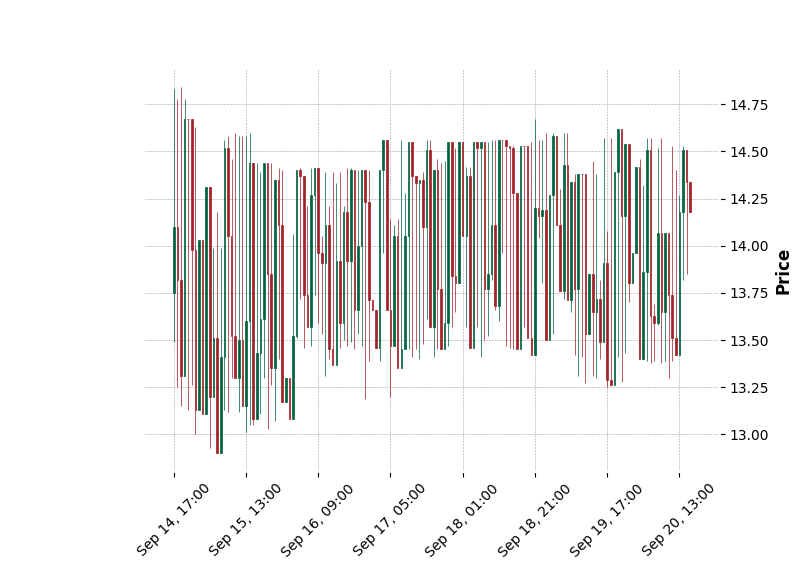 14.75
14.50
14.25
14.00
13.75
13.50
13.25
13.00
Price
Sep 14, 17:00
Sep 15, 13:00
Sep 16, 09:00
Sep 17, 05:00
Sep 18, 01:00
Sep 18, 21:00
Sep 19, 17:00
Sep 20, 13:00